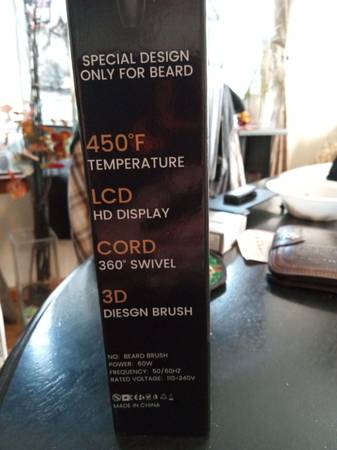 SPECIAL DESIGN
ONLY FOR BEARD
450°F
TEMPERATURE
LCD
HD DISPLAY
CORD
360° SWIVEL
3D
DIESGN BRUSH
NO: BEARD BRUSH
POWER: 60W
FREQUENCY: 50/60HZ
RATED VOLTAGE: 110-240V
MADE IN CHINA